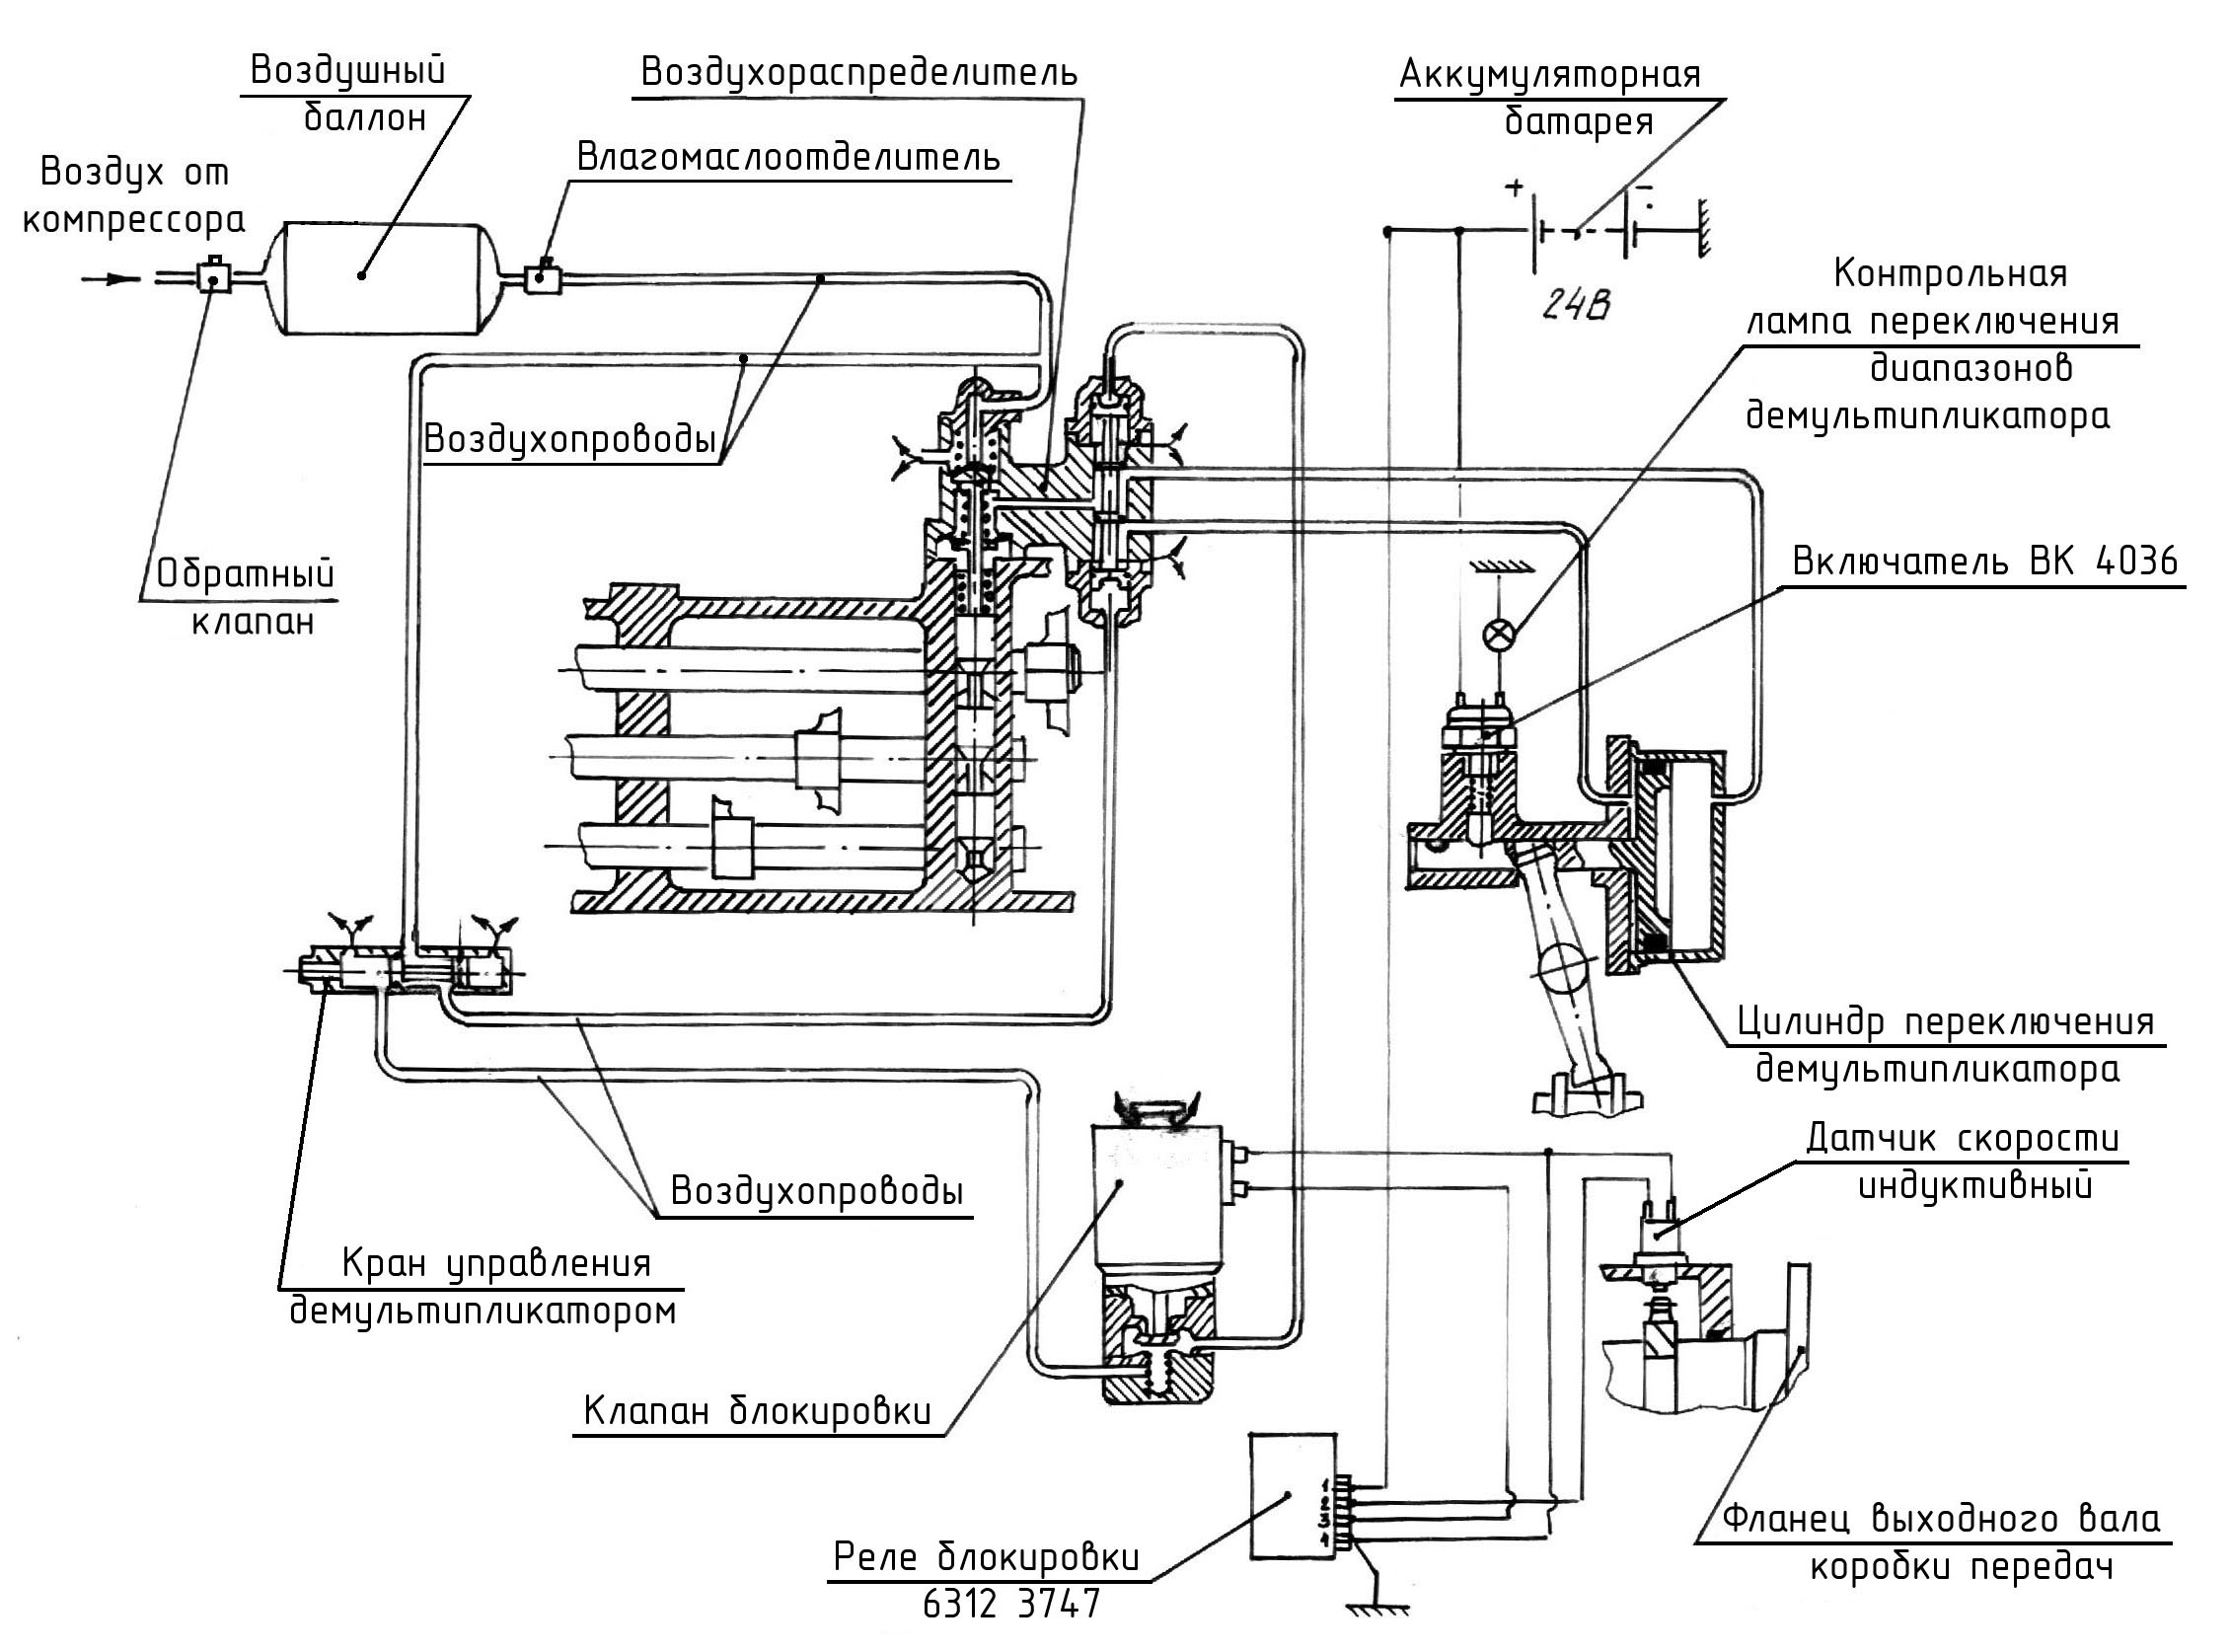 Воздушный
баллон
Воздухораспределитель
Аккумуляторная
батарея
Влагомаслоотделитель
Воздух от
компрессора
+
-
24В
Контрольная
лампа переключения
диапазонов
демультипликатора
Воздухопроводы
Обратный
клапан
Включатель ВК 4036
Цилиндр переключения
демультипликатора
Датчик скорости
индуктивный
Воздухопроводы
Кран управления
демультипликатором
Клапан блокировки
1
2
3
4
Реле блокировки
6312 3747
Фланец выходного вала
коробки передач